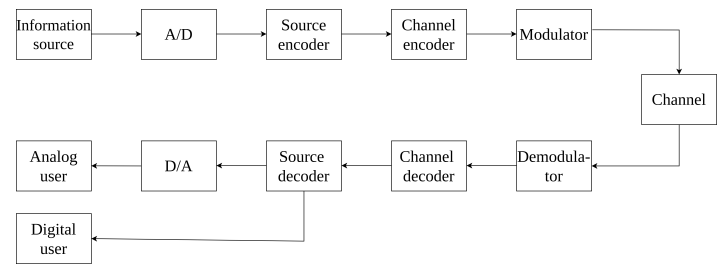 Information
source
A/D
Source
encoder
Channel
encoder
Modulator
Channel
Analog
user
D/A
Source
decoder
Channel
decoder
Demodula-
tor
Digital
user